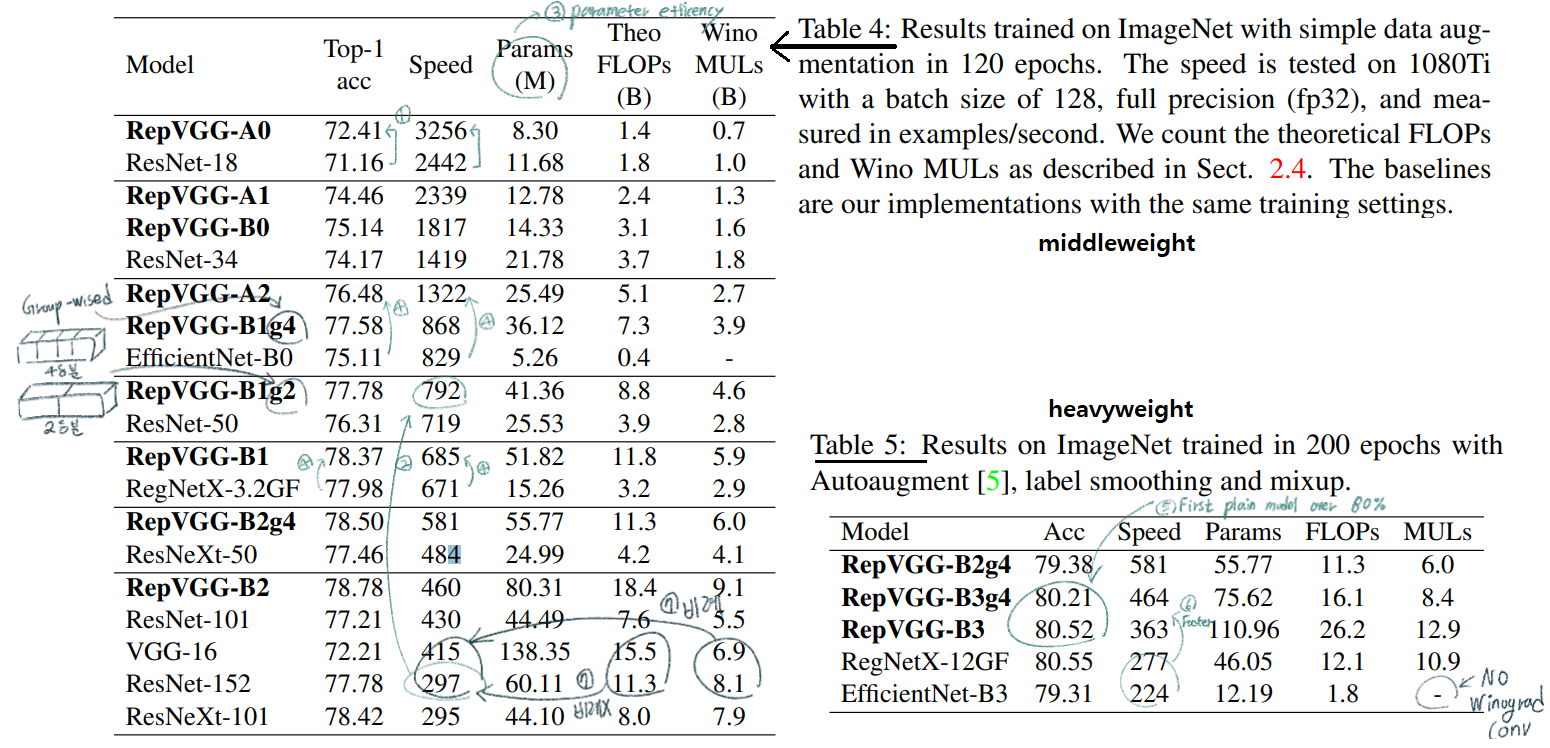 ③ parameter efficency
Model Top-1 acc Speed Params (M) Theo FLOPs (B) Wino MULs (B)
RepVGG-A0 72.41 3256 8.30 1.4 0.7
①
ResNet-18 71.16 2442 11.68 1.8 1.0
RepVGG-A1 74.46 2339 12.78 2.4 1.3
RepVGG-B0 75.14 1817 14.33 3.1 1.6
ResNet-34 74.17 1419 21.78 3.7 1.8
RepVGG-A2 76.48 1322 25.49 5.1 2.7
Group-wised
④ ④
RepVGG-B1g4 77.58 868 36.12 7.3 3.9
EfficientNet-B0 75.11 829 5.26 0.4 -
4등분
RepVGG-B1g2 77.78 792 41.36 8.8 4.6
ResNet-50 76.31 719 25.53 3.9 2.8
2등분
RepVGG-B1 78.37 685 51.82 11.8 5.9
④ ② ④
RegNetX-3.2GF 77.98 671 15.26 3.2 2.9
RepVGG-B2g4 78.50 581 55.77 11.3 6.0
ResNeXt-50 77.46 484 24.99 4.2 4.1
RepVGG-B2 78.78 460 80.31 18.4 9.1
⑦ 비례
ResNet-101 77.21 430 44.49 7.6 5.5
VGG-16 72.21 415 138.35 15.5 6.9
ResNet-152 77.78 297 60.11 11.3 8.1
⑦
비례X
ResNeXt-101 78.42 295 44.10 8.0 7.9
Table 4: Results trained on ImageNet with simple data aug-
mentation in 120 epochs. The speed is tested on 1080Ti
with a batch size of 128, full precision (fp32), and mea-
sured in examples/second. We count the theoretical FLOPs
and Wino MULs as described in Sect. 2.4. The baselines
are our implementations with the same training settings.
middleweight
heavyweight
Table 5: Results on ImageNet trained in 200 epochs with
Autoaugment [5], label smoothing and mixup.
⑤ First plain model over 80%
Model Acc Speed Params FLOPs MULs
RepVGG-B2g4 79.38 581 55.77 11.3 6.0
RepVGG-B3g4 80.21 464 75.62 16.1 8.4
⑥
RepVGG-B3 80.52 363 110.96 26.2 12.9
RegNetX-12GF 80.55 277 46.05 12.1 10.9
EfficientNet-B3 79.31 224 12.19 1.8 -
NO
Winograd
Conv